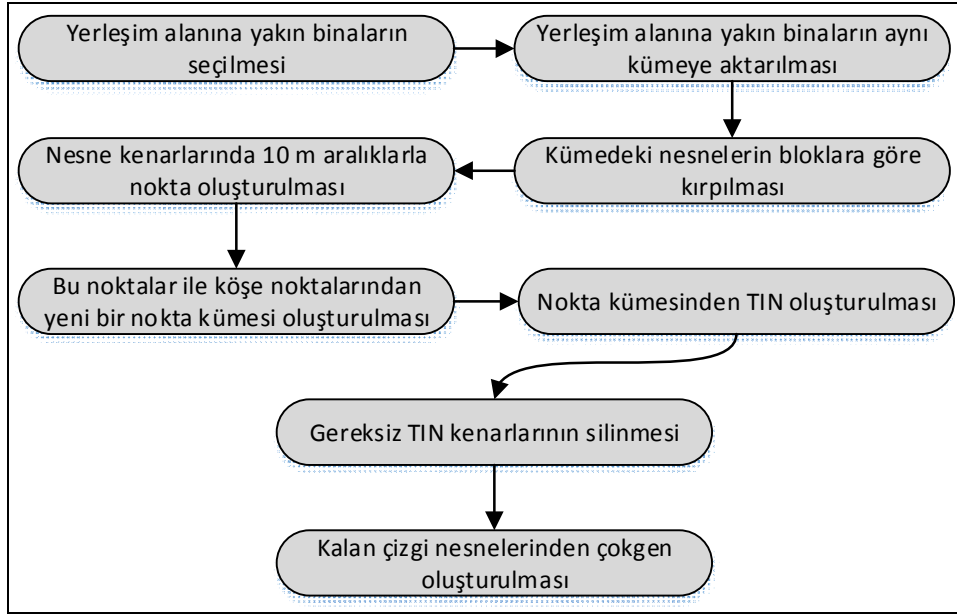 Yerleşim alanına yakın binaların
seçilmesi
Yerleşim alanına yakın binaların aynı
kümeye aktarılması
Kümedeki nesnelerin bloklara göre
kırpılması
Nesne kenarlarında 10 m aralıklarla
nokta oluşturulması
Bu noktalar ile köşe noktalarından
yeni bir nokta kümesi oluşturulması
Nokta kümesinden TIN oluşturulması
Gereksiz TIN kenarlarının silinmesi
Kalan çizgi nesnelerinden çokgen
oluşturulması